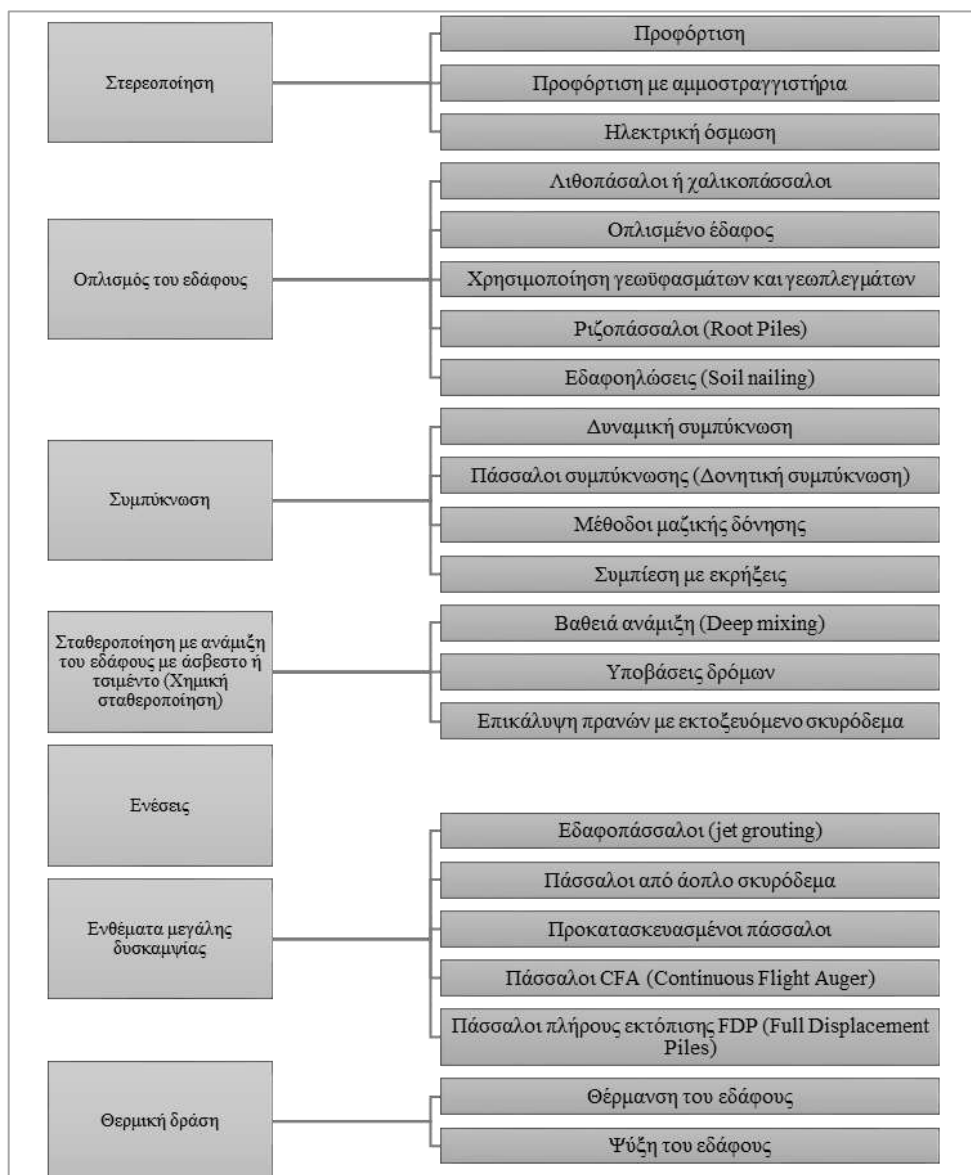 Στερεοποίηση
Προφόρτιση
Προφόρτιση με αμμοστραγγιστήρια
Ηλεκτρική όσμωση
Οπλισμός του εδάφους
Λιθοπάσαλοι ή χαλικοπάσσαλοι
Οπλισμένο έδαφος
Χρησιμοποίηση γεωϋφασμάτων και γεωπλεγμάτων
Ριζοπάσσαλοι (Root Piles)
Εδαφοηλώσεις (Soil nailing)
Συμπύκνωση
Δυναμική συμπύκνωση
Πάσσαλοι συμπύκνωσης (Δονητική συμπύκνωση)
Μέθοδοι μαζικής δόνησης
Συμπίεση με εκρήξεις
Σταθεροποίηση με ανάμιξη
του εδάφους με άσβεστο ή
τσιμέντο (Χημική
σταθεροποίηση)
Βαθειά ανάμιξη (Deep mixing)
Υποβάσεις δρόμων
Επικάλυψη πρανών με εκτοξευόμενο σκυρόδεμα
Ενέσεις
Ενθέματα μεγάλης
δυσκαμψίας
Εδαφοπάσσαλοι (jet grouting)
Πάσσαλοι από άοπλο σκυρόδεμα
Προκατασκευασμένοι πάσσαλοι
Πάσσαλοι CFA (Continuous Flight Auger)
Πάσσαλοι πλήρους εκτόπισης FDP (Full Displacement
Piles)
Θερμική δράση
Θέρμανση του εδάφους
Ψύξη του εδάφους